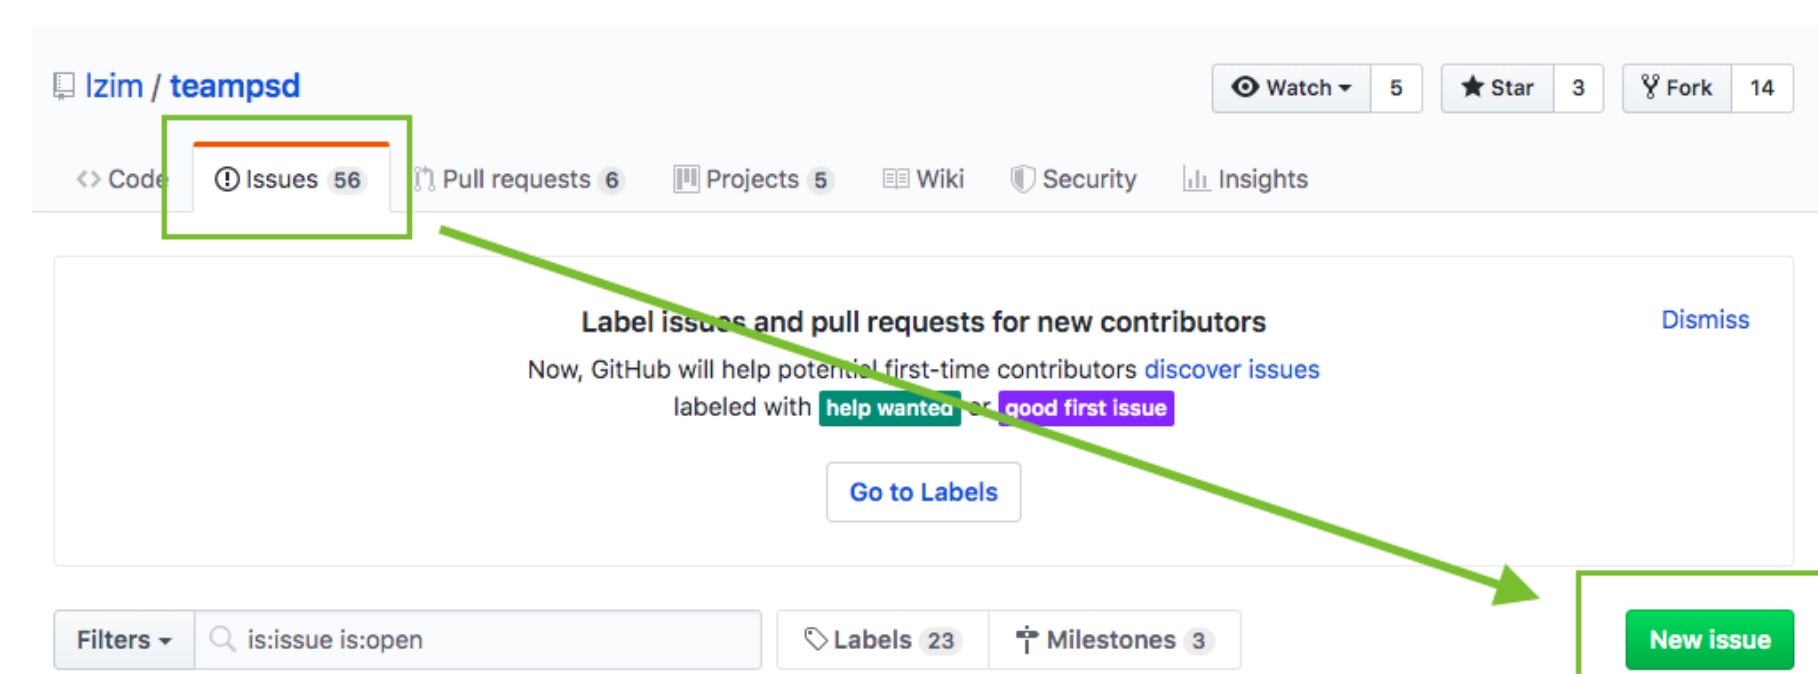 lzim / teampsd
Watch 5 Star 3 Fork 14
Code Issues 56 Pull requests 6 Projects 5 Wiki Security Insights
Label issues and pull requests for new contributors Dismiss
Now, GitHub will help potential first-time contributors discover issues
labeled with help wanted or good first issue
Go to Labels
Filters is:issue is:open Labels 23 Milestones 3 New issue